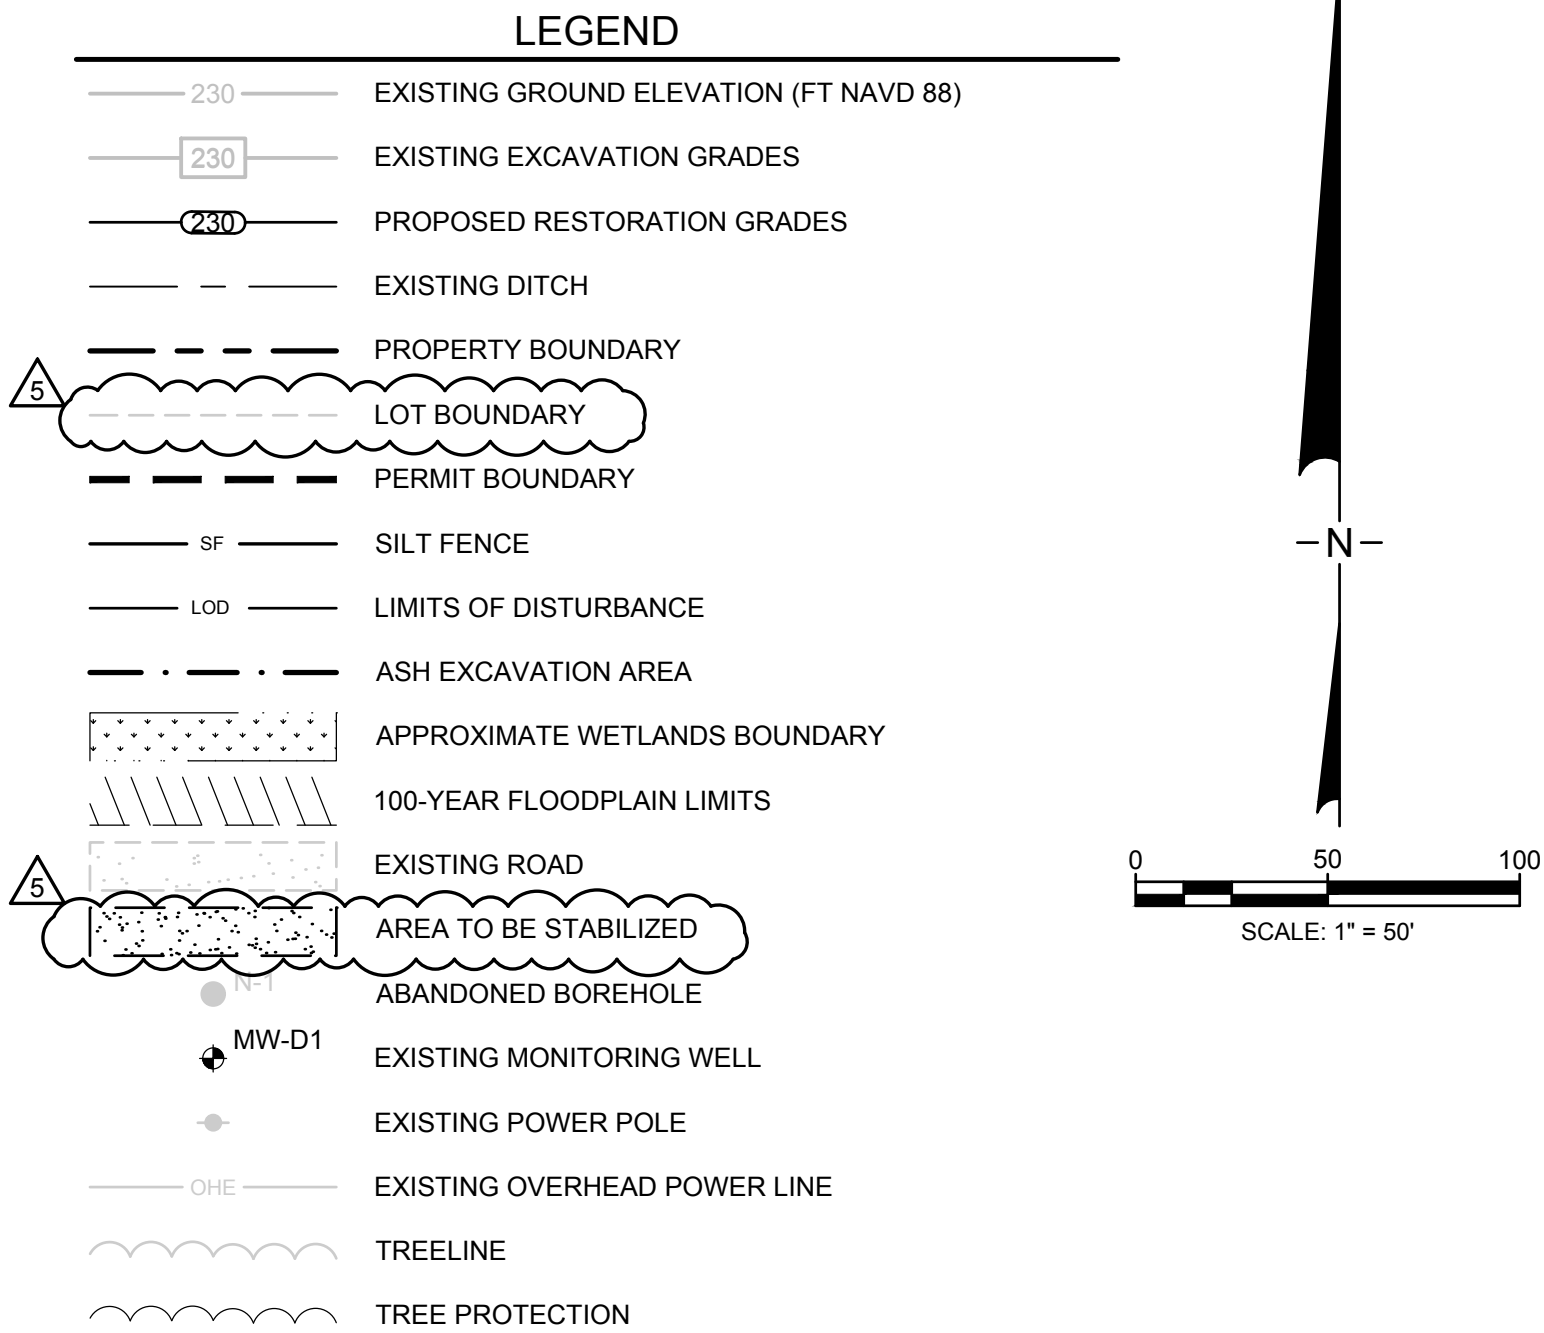 LEGEND
230 EXISTING GROUND ELEVATION (FT NAVD 88)
230 EXISTING EXCAVATION GRADES
230 PROPOSED RESTORATION GRADES
EXISTING DITCH
PROPERTY BOUNDARY
5 LOT BOUNDARY
PERMIT BOUNDARY
SF SILT FENCE
LOD LIMITS OF DISTURBANCE
ASH EXCAVATION AREA
APPROXIMATE WETLANDS BOUNDARY
100-YEAR FLOODPLAIN LIMITS
EXISTING ROAD
5 AREA TO BE STABILIZED
N-1 ABANDONED BOREHOLE
MW-D1 EXISTING MONITORING WELL
EXISTING POWER POLE
OHE EXISTING OVERHEAD POWER LINE
TREELINE
TREE PROTECTION
N
0 50 100
SCALE: 1" = 50'